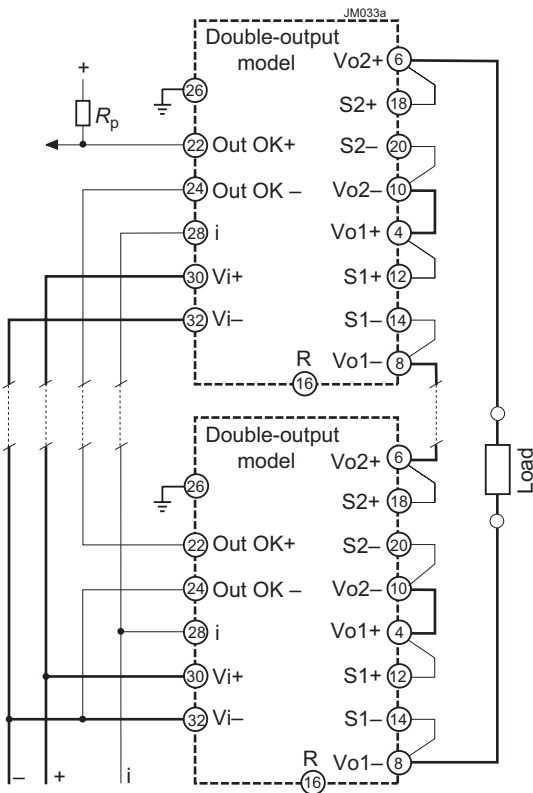 JM033a
Double-output
model
+
Rp
26
22 Out OK+
24 Out OK –
28 i
30 Vi+
32 Vi–
Vo2+ 6
S2+ 18
S2– 20
Vo2– 10
Vo1+ 4
S1+ 12
S1– 14
Vo1– 8
R
16
Double-output
model
26
22 Out OK+
24 Out OK –
28 i
30 Vi+
32 Vi–
Vo2+ 6
S2+ 18
S2– 20
Vo2– 10
Vo1+ 4
S1+ 12
S1– 14
Vo1– 8
R
16
Load
– + i